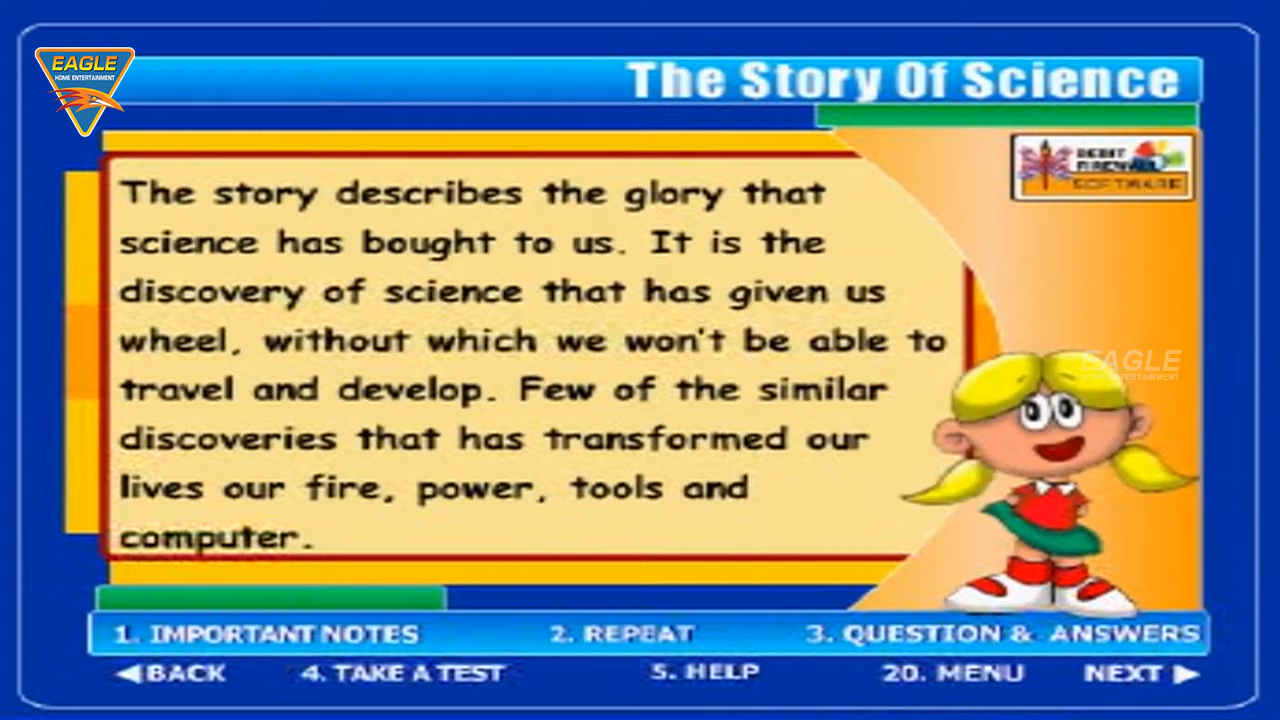 EAGLE
HOME ENTERTAINMENT
The Story Of Science
SOFTWARE
The story describes the glory that
science has bought to us. It is the
discovery of science that has given us
wheel, without which we won't be able to
travel and develop. Few of the similar
discoveries that has transformed our
lives our fire, power, tools and
computer.
EAGLE
HOME ENTERTAINMENT
1. IMPORTANT NOTES
2. REPEAT
3. QUESTION & ANSWERS
BACK
4. TAKE A TEST
5. HELP
20. MENU
NEXT